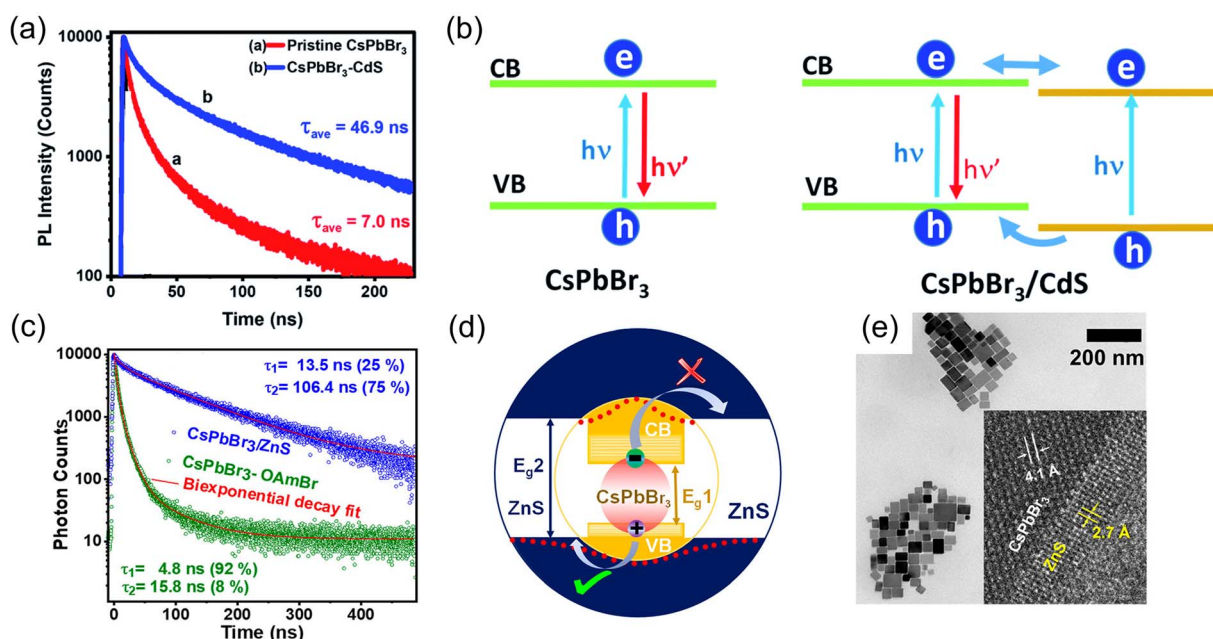 (a)
10000
1000
100
PL Intensity (Counts)
(a) Pristine CsPbBr₃
(b) CsPbBr₃-CdS
b
a
τave = 46.9 ns
τave = 7.0 ns
50 100 150 200
Time (ns)
(b)
CB
e
hν
hν’
VB
h
CsPbBr₃
CB
e
e
hν
hν’
hν
VB
h
h
CsPbBr₃/CdS
(c)
10000
1000
100
10
Photon Counts
τ₁= 13.5 ns (25 %)
τ₂= 106.4 ns (75 %)
CsPbBr₃/ZnS
CsPbBr₃- OAmBr
Biexponential decay fit
τ₁= 4.8 ns (92 %)
τ₂= 15.8 ns (8 %)
0 100 200 300 400
Time (ns)
(d)
CB
Eg2
ZnS
CsPbBr₃
Eg1
ZnS
VB
(e)
200 nm
4.1 Å
CsPbBr₃
ZnS
2.7 Å